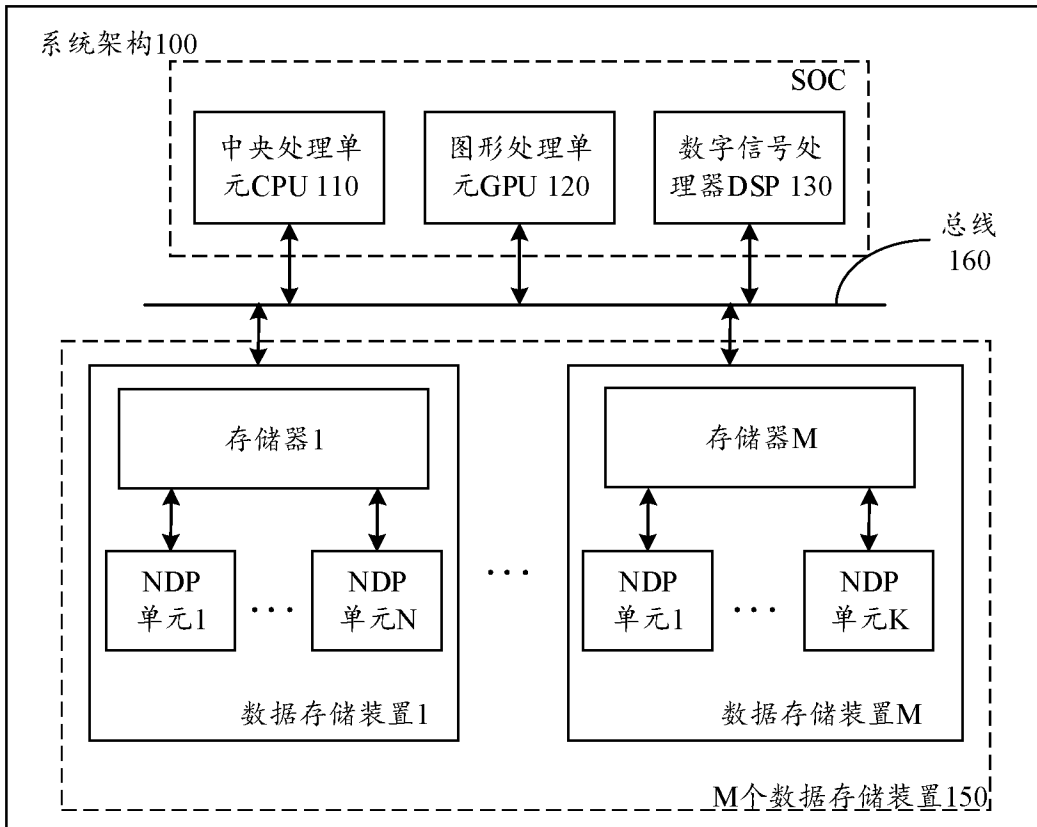 系统架构100
SOC
中央处理单
元CPU 110
图形处理单
元GPU 120
数字信号处
理器DSP 130
总线
160
存储器1
NDP
单元1
...
NDP
单元N
数据存储装置1
...
存储器M
NDP
单元1
...
NDP
单元K
数据存储装置M
M个数据存储装置150